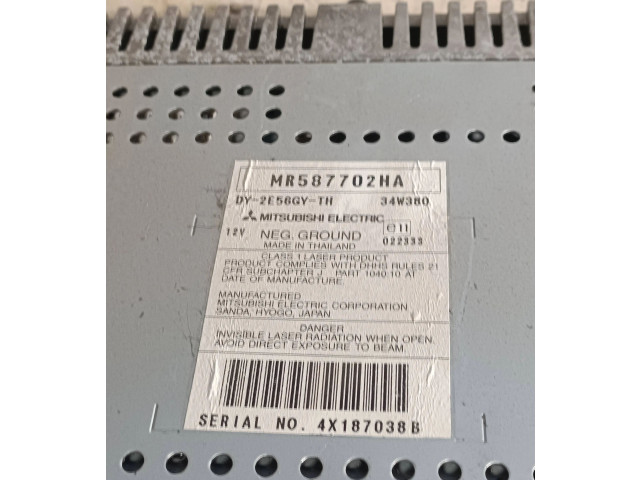 MR587702HA
DY-2E56GY-TH 34W380
MITSUBISHI ELECTRIC
12V NEG. GROUND e11
MADE IN THAILAND 022333
CLASS 1 LASER PRODUCT
PRODUCT COMPLIES WITH DHHS RULES 21
CFR SUBCHAPTER J, PART 1040:10 AT
DATE OF MANUFACTURE.
MANUFACTURED
MITSUBISHI ELECTRIC CORPORATION
SANDA, HYOGO, JAPAN
DANGER
INVISIBLE LASER RADIATION WHEN OPEN.
AVOID DIRECT EXPOSURE TO BEAM.
SERIAL NO. 4X187038B